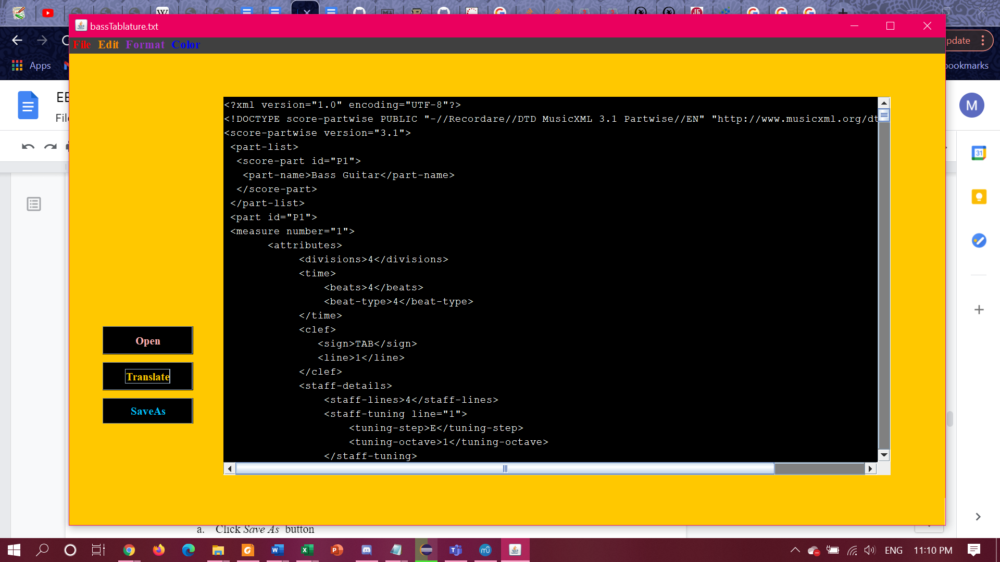 bassTablature.txt
File Edit Format Color
pdate
Apps
bookmarks
M
File
31
<?xml version="1.0" encoding="UTF-8"?>
<!DOCTYPE score-partwise PUBLIC "-//Recordare//DTD MusicXML 3.1 Partwise//EN" "http://www.musicxml.org/dt
<score-partwise version="3.1">
<part-list>
<score-part id="P1">
<part-name>Bass Guitar</part-name>
</score-part>
</part-list>
<part id="P1">
<measure number="1">
<attributes>
<divisions>4</divisions>
<time>
<beats>4</beats>
<beat-type>4</beat-type>
</time>
<clef>
<sign>TAB</sign>
<line>1</line>
</clef>
<staff-details>
<staff-lines>4</staff-lines>
<staff-tuning line="1">
<tuning-step>E</tuning-step>
<tuning-octave>1</tuning-octave>
</staff-tuning>
Open
Translate
SaveAs
a. Click Save As button
ENG 11:10 PM